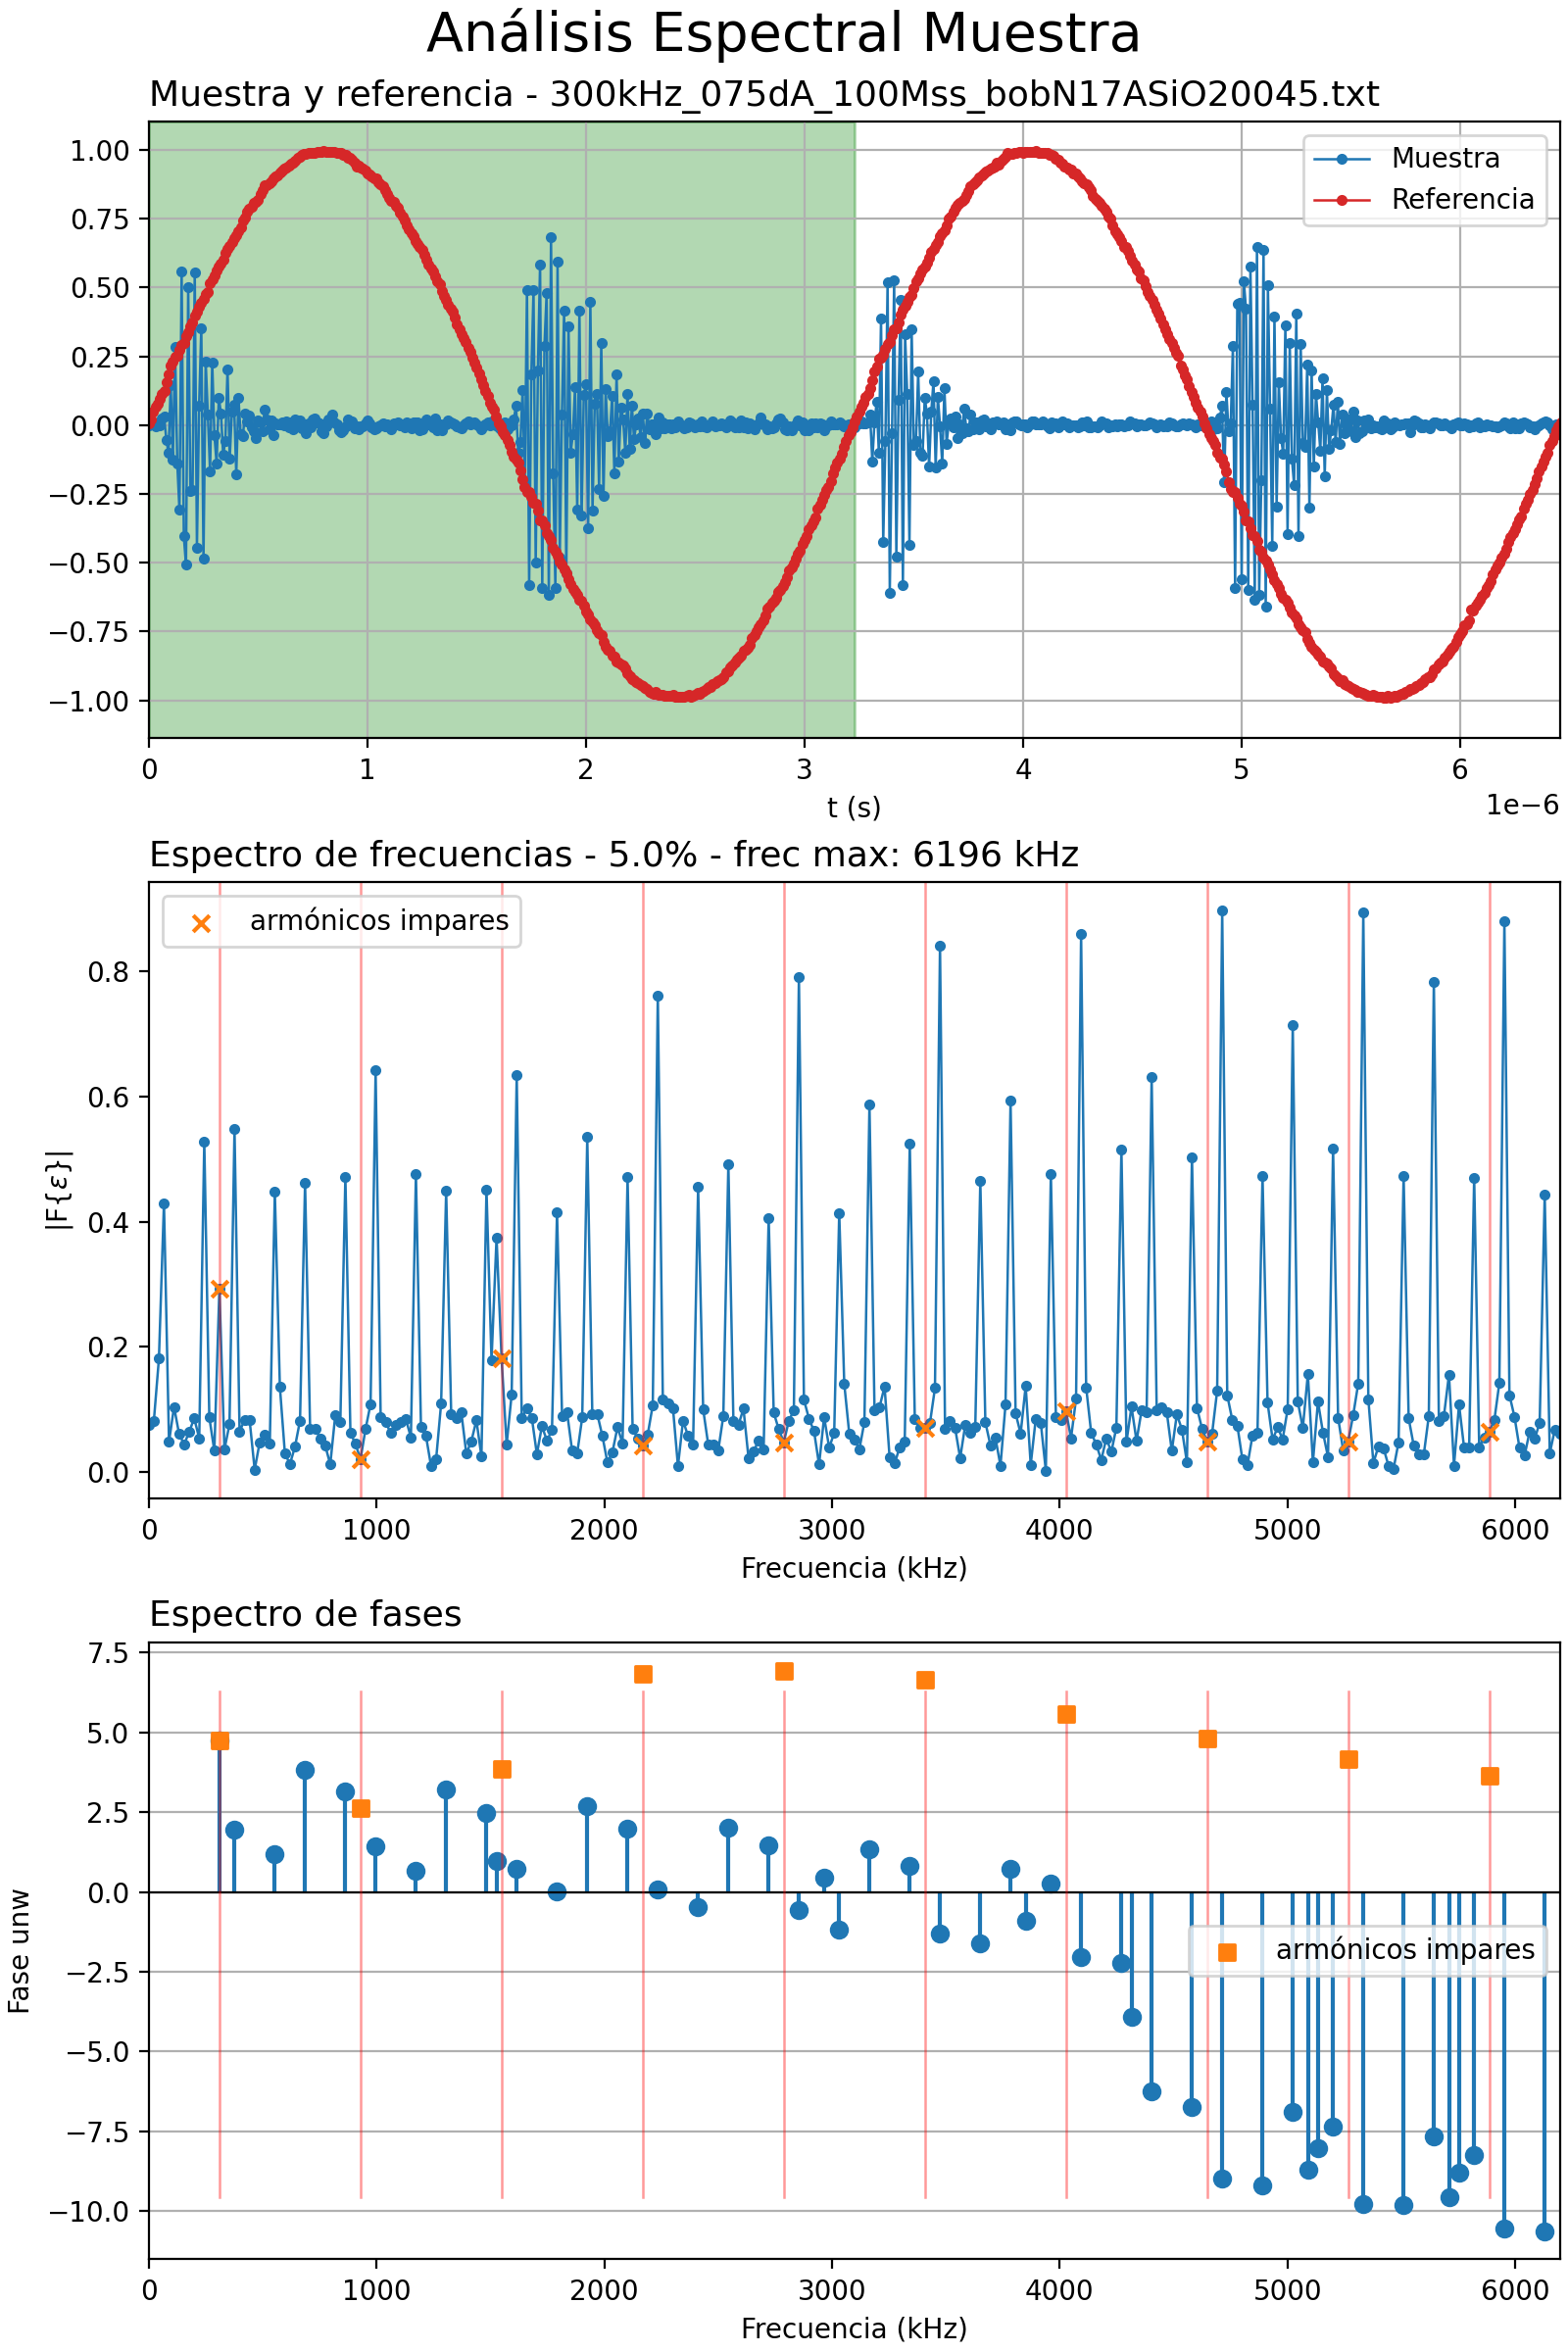 Análisis Espectral Muestra
Muestra y referencia - 300kHz_075dA_100Mss_bobN17ASiO20045.txt
1.00
0.75
0.50
0.25
0.00
−0.25
−0.50
−0.75
−1.00
Muestra
Referencia
0 1 2 3 4 5 6
t (s)
1e−6
Espectro de frecuencias - 5.0% - frec max: 6196 kHz
armónicos impares
|F{ε}|
0.8
0.6
0.4
0.2
0.0
0 1000 2000 3000 4000 5000 6000
Frecuencia (kHz)
Espectro de fases
Fase unw
7.5
5.0
2.5
0.0
−2.5
−5.0
−7.5
−10.0
armónicos impares
0 1000 2000 3000 4000 5000 6000
Frecuencia (kHz)